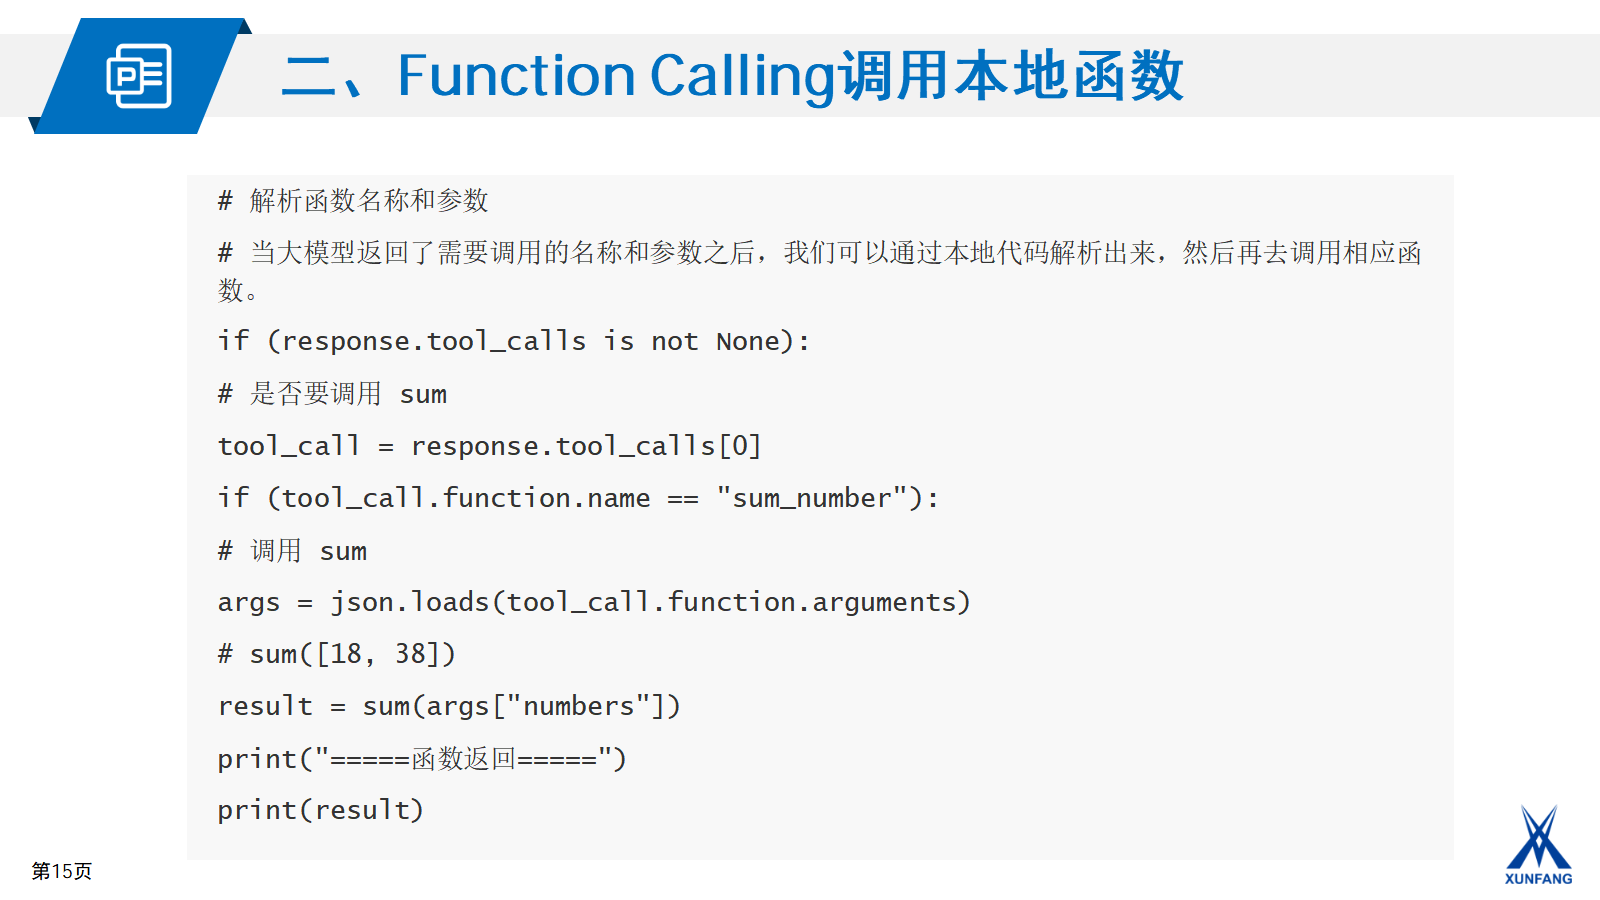 二、Function Calling调用本地函数
# 解析函数名称和参数
# 当大模型返回了需要调用的名称和参数之后，我们可以通过本地代码解析出来，然后再去调用相应函
数。
if (response.tool_calls is not None):
# 是否要调用 sum
tool_call = response.tool_calls[0]
if (tool_call.function.name == "sum_number"):
# 调用 sum
args = json.loads(tool_call.function.arguments)
# sum([18, 38])
result = sum(args["numbers"])
print("=====函数返回=====")
print(result)
第15页
XUNFANG